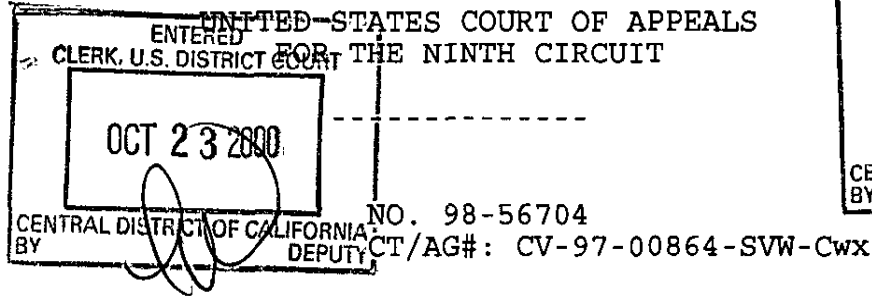 UNITED STATES COURT OF APPEALS
FOR THE NINTH CIRCUIT
ENTERED
CLERK, U.S. DISTRICT COURT
OCT 23 2000
CENTRAL DISTRICT OF CALIFORNIA
BY DEPUTY
NO. 98-56704
CT/AG#: CV-97-00864-SVW-Cwx
CE
BY